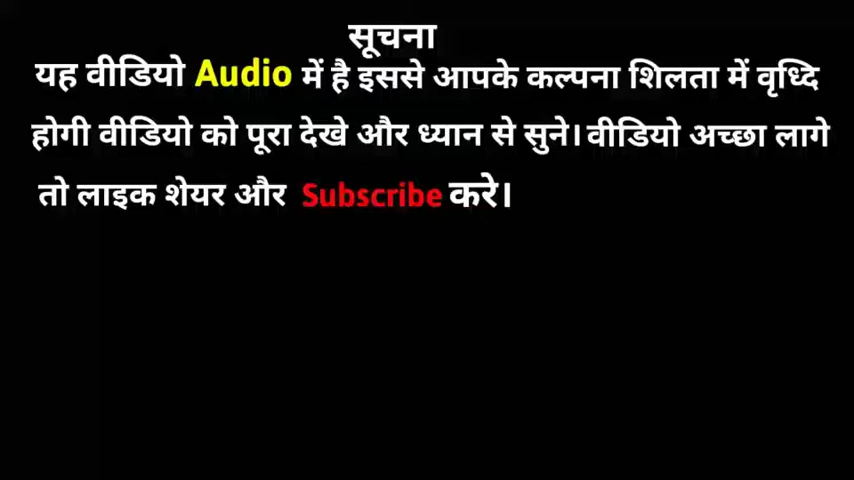 सूचना
यह वीडियो Audio में है इससे आपके कल्पना शिलता में वृध्दि
होगी वीडियो को पूरा देखे और ध्यान से सुने। वीडियो अच्छा लागे
तो लाइक शेयर और Subscribe करे।